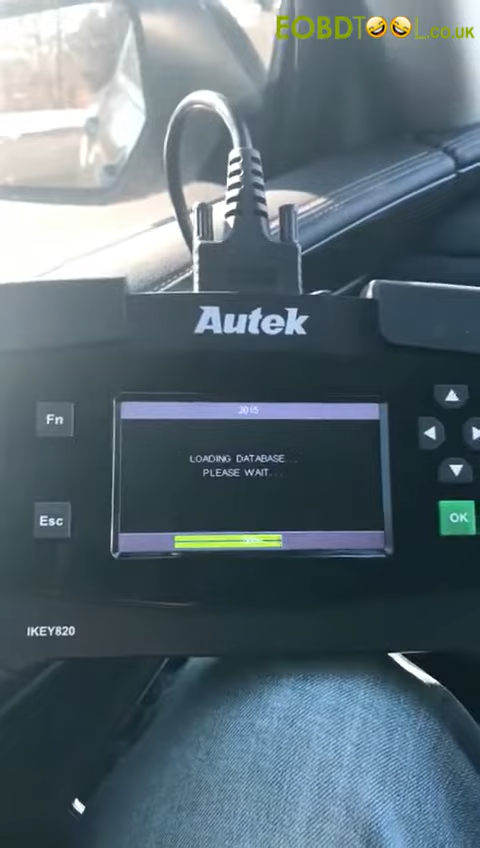 EOBDTOOL.CO.UK
Autek
Fn
2015
LOADING DATABASE...
PLEASE WAIT...
Esc
OK
IKEY820